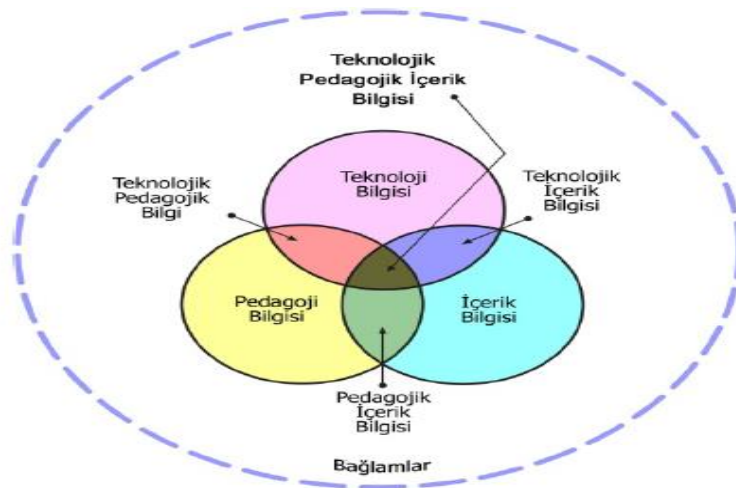 Teknolojik
Pedagojik İçerik
Bilgisi
Teknoloji
Bilgisi
Teknolojik
Pedagojik
Bilgi
Teknolojik
İçerik
Bilgisi
Pedagoji
Bilgisi
İçerik
Bilgisi
Pedagojik
İçerik
Bilgisi
Bağlamlar